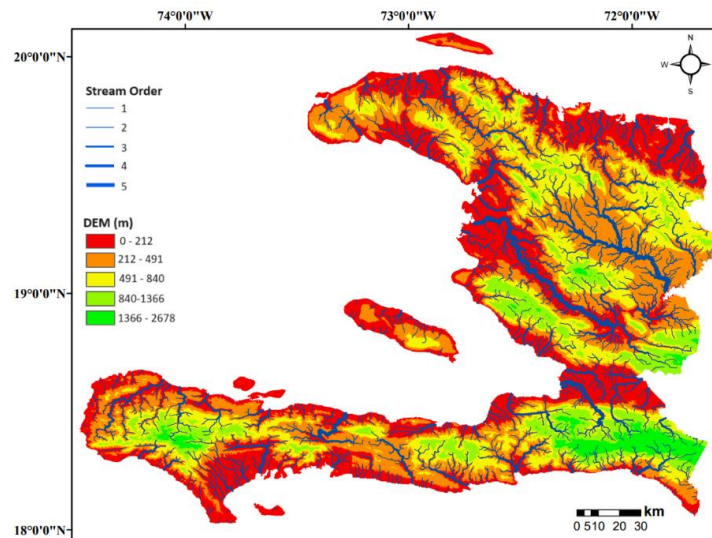 74°0'0"W 73°0'0"W 72°0'0"W
N
W E
S
20°0'0"N
Stream Order
1
2
3
4
5
DEM (m)
0 - 212
212 - 491
491 - 840
840-1366
1366 - 2678
19°0'0"N
18°0'0"N
km
0 5 10 20 30